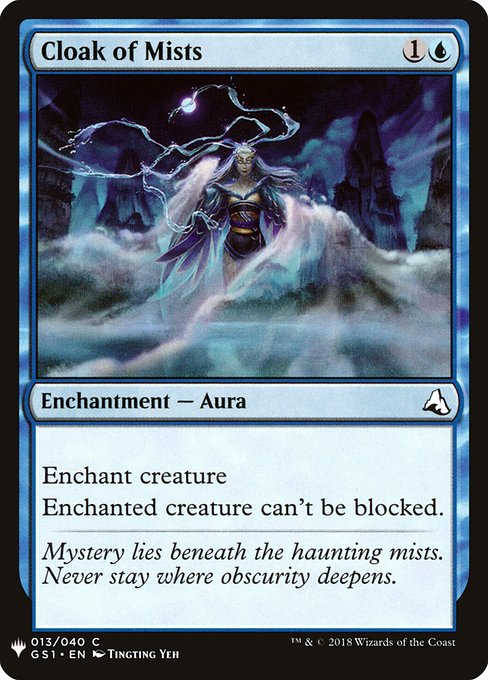 Cloak of Mists 1
Enchantment — Aura
Enchant creature
Enchanted creature can't be blocked.
Mystery lies beneath the haunting mists.
Never stay where obscurity deepens.
013/040 C
GS1 • EN Tingting Yeh
™ & © 2018 Wizards of the Coast